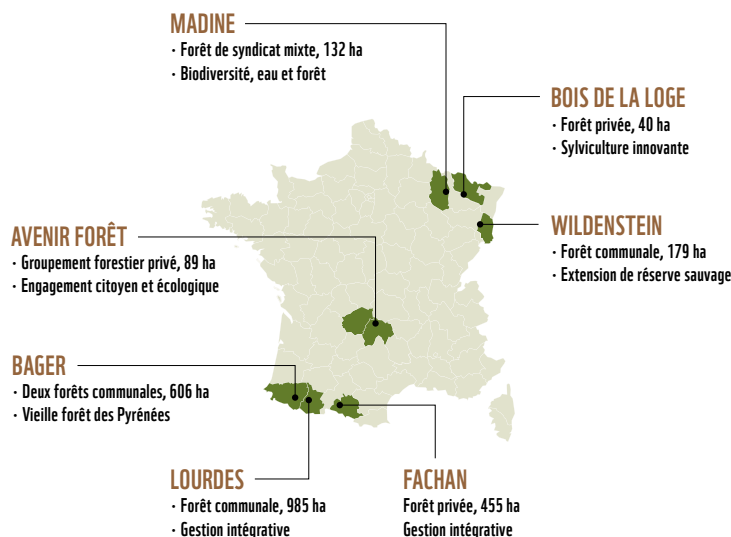 MADINE
· Forêt de syndicat mixte, 132 ha
· Biodiversité, eau et forêt
BOIS DE LA LOGE
· Forêt privée, 40 ha
· Sylviculture innovante
WILDENSTEIN
· Forêt communale, 179 ha
· Extension de réserve sauvage
AVENIR FORÊT
· Groupement forestier privé, 89 ha
· Engagement citoyen et écologique
BAGER
· Deux forêts communales, 606 ha
· Vieille forêt des Pyrénées
LOURDES
· Forêt communale, 985 ha
· Gestion intégrative
FACHAN
Forêt privée, 455 ha
Gestion intégrative